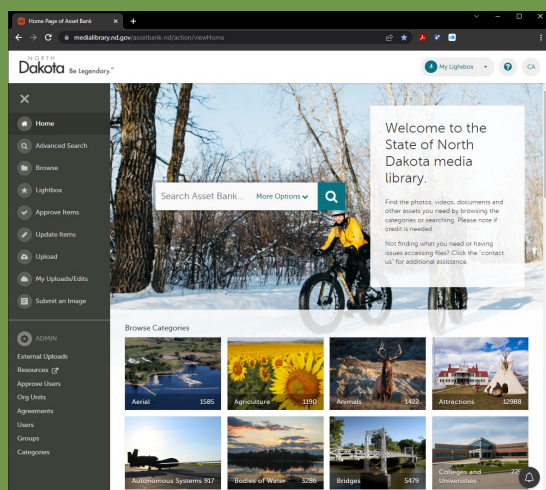 Home Page of Asset Bank
medialibrary.nd.gov/assetbank-nd/action/viewHome
NORTH
Dakota Be Legendary.™
4 My Lightbox
CA
Home
Advanced Search
Browse
Lightbox
Approve Items
Update Items
Upload
My Uploads/Edits
Submit an Image
ADMIN
External Uploads
Resources
Approve Users
Org Units
Agreements
Users
Groups
Categories
Search Asset Bank... More Options
Welcome to the
State of North
Dakota media
library.
Find the photos, videos, documents and
other assets you need by browsing the
categories or searching. Please note if
credit is needed.
Not finding what you need or having
issues accessing files? Click the "contact
us" for additional assistance.
Browse Categories
Aerial 1585
Agriculture 1190
Animals 1422
Attractions 12988
Autonomous Systems 917
Bodies of Water 3286
Bridges 5479
Colleges and
Universities